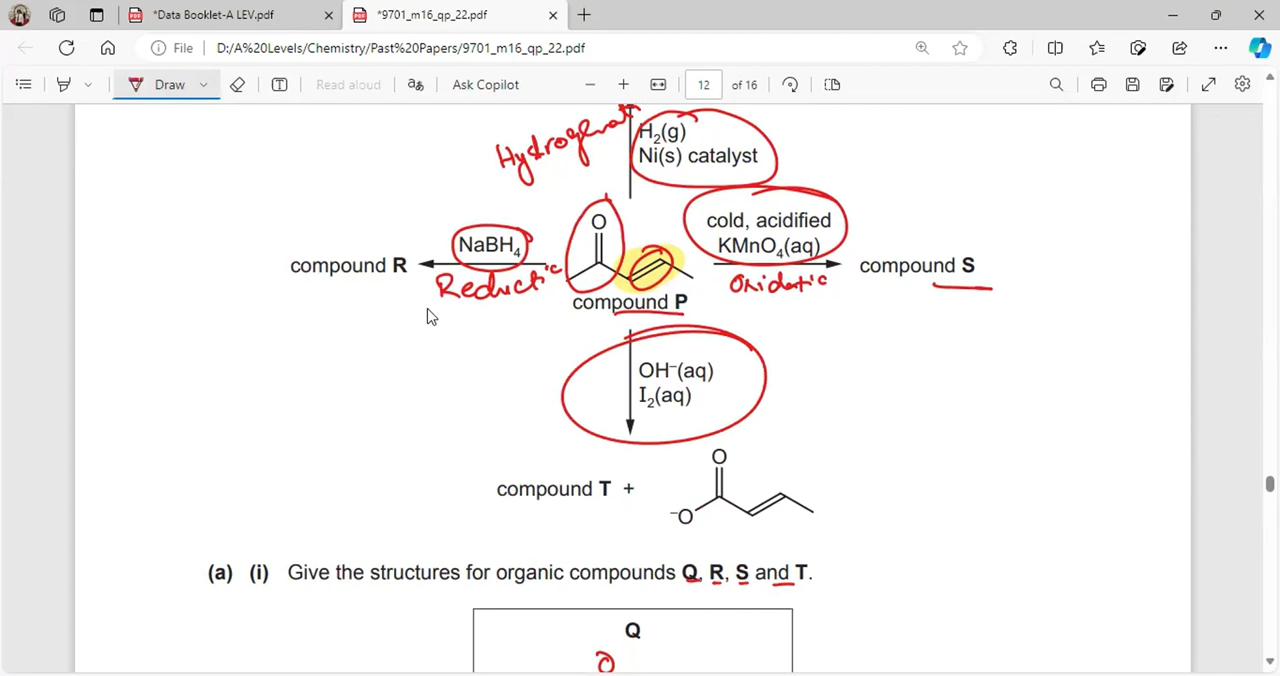 *Data Booklet-A LEV.pdf
*9701_m16_qp_22.pdf
File
D:/A%20Levels/Chemistry/Past%20Papers/9701_m16_qp_22.pdf
Draw
Read aloud
Ask Copilot
12 of 16
H2(g)
Ni(s) catalyst
NaBH4
O
cold, acidified
KMnO4(aq)
compound R
compound S
Oxidatic
Reductic
compound P
OH⁻(aq)
I2(aq)
O
compound T +
⁻O
(a) (i) Give the structures for organic compounds Q, R, S and T.
Q